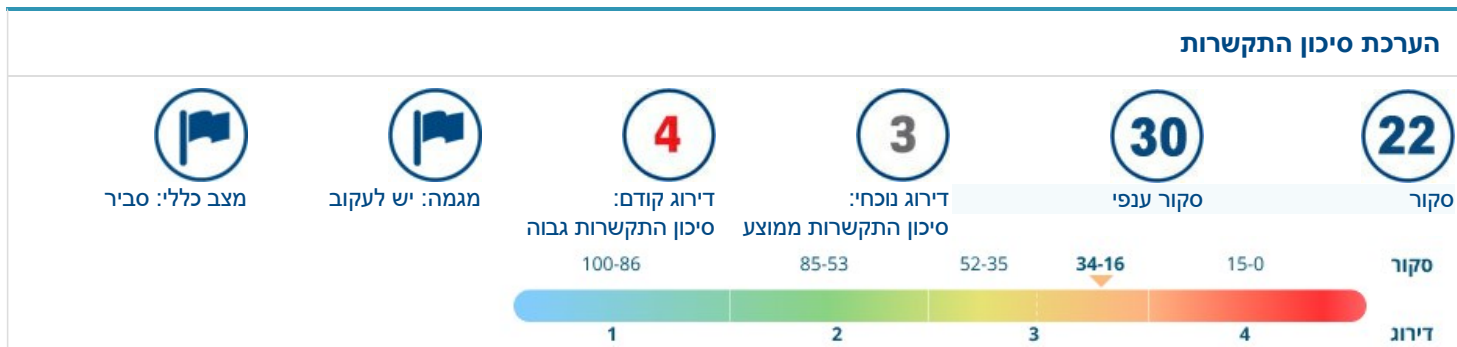 הערכת סיכון התקשרות
22 30 3 4
סקור סקור ענפי דירוג נוכחי: דירוג קודם: מגמה: יש לעקוב מצב כללי: סביר
סיכון התקשרות ממוצע סיכון התקשרות גבוה
סקור 15-0 34-16 52-35 85-53 100-86
דירוג 4 3 2 1